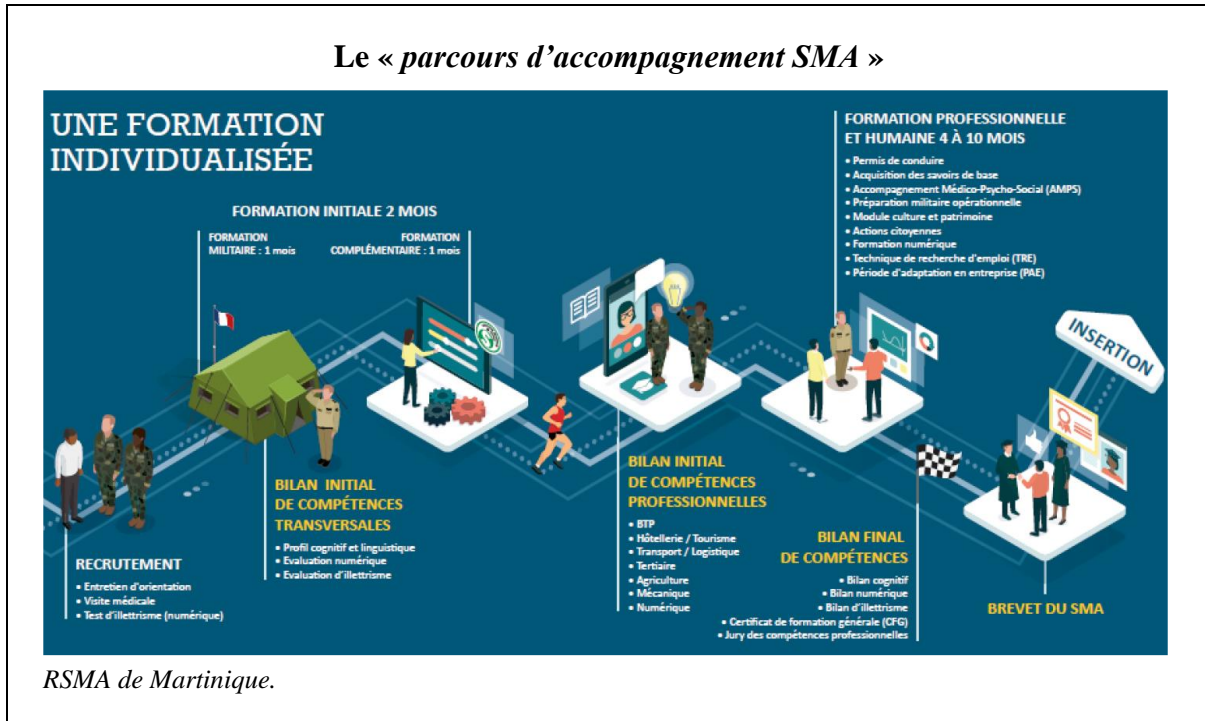 Le « parcours d’accompagnement SMA »
UNE FORMATION
INDIVIDUALISÉE
FORMATION INITIALE 2 MOIS
FORMATION
MILITAIRE : 1 mois
FORMATION
COMPLÉMENTAIRE : 1 mois
FORMATION PROFESSIONNELLE
ET HUMAINE 4 À 10 MOIS
• Permis de conduire
• Acquisition des savoirs de base
• Accompagnement Médico-Psycho-Social (AMPS)
• Préparation militaire opérationnelle
• Module culture et patrimoine
• Actions citoyennes
• Formation numérique
• Technique de recherche d'emploi (TRE)
• Période d'adaptation en entreprise (PAE)
INSERTION
RECRUTEMENT
• Entretien d'orientation
• Visite médicale
• Test d'illettrisme (numérique)
BILAN INITIAL
DE COMPÉTENCES
TRANSVERSALES
• Profil cognitif et linguistique
• Evaluation numérique
• Evaluation d'illettrisme
BILAN INITIAL
DE COMPÉTENCES
PROFESSIONNELLES
• BTP
• Hôtellerie / Tourisme
• Transport / Logistique
• Tertiaire
• Agriculture
• Mécanique
• Numérique
BILAN FINAL
DE COMPÉTENCES
• Bilan cognitif
• Bilan numérique
• Bilan d'illettrisme
• Certificat de formation générale (CFG)
• Jury des compétences professionnelles
BREVET DU SMA
RSMA de Martinique.